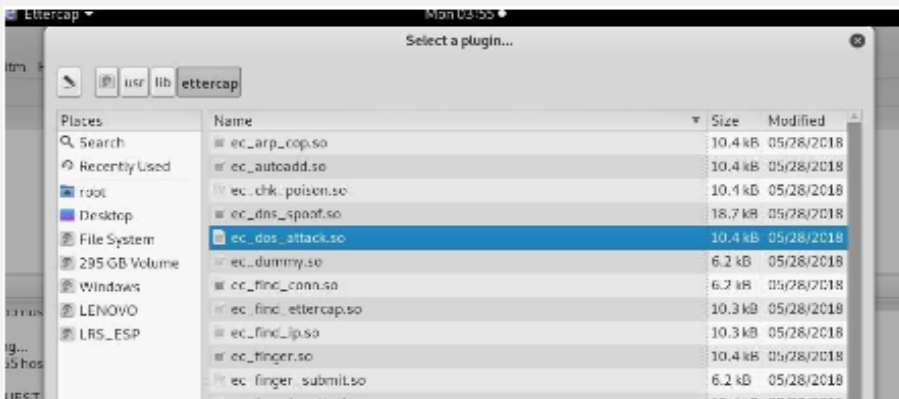 Ettercap
Mon 03:55
Select a plugin...
itm
usr lib ettercap
Places Name Size Modified
Search ec_arp_cop.so 10.4 kB 05/28/2018
Recently Used ec_autoadd.so 10.4 kB 05/28/2018
root ec_chk_poison.so 10.4 kB 05/28/2018
Desktop ec_dns_spoof.so 18.7 kB 05/28/2018
File System ec_dos_attack.so 10.4 kB 05/28/2018
295 GB Volume ec_dummy.so 6.2 kB 05/28/2018
Windows ec_find_conn.so 6.2 kB 05/28/2018
LENOVO ec_find_ettercap.so 10.3 kB 05/28/2018
LRS_ESP ec_find_ip.so 10.3 kB 05/28/2018
ec_finger.so 10.4 kB 05/28/2018
55 hos
ec_finger_submit.so 6.2 kB 05/28/2018
UEST